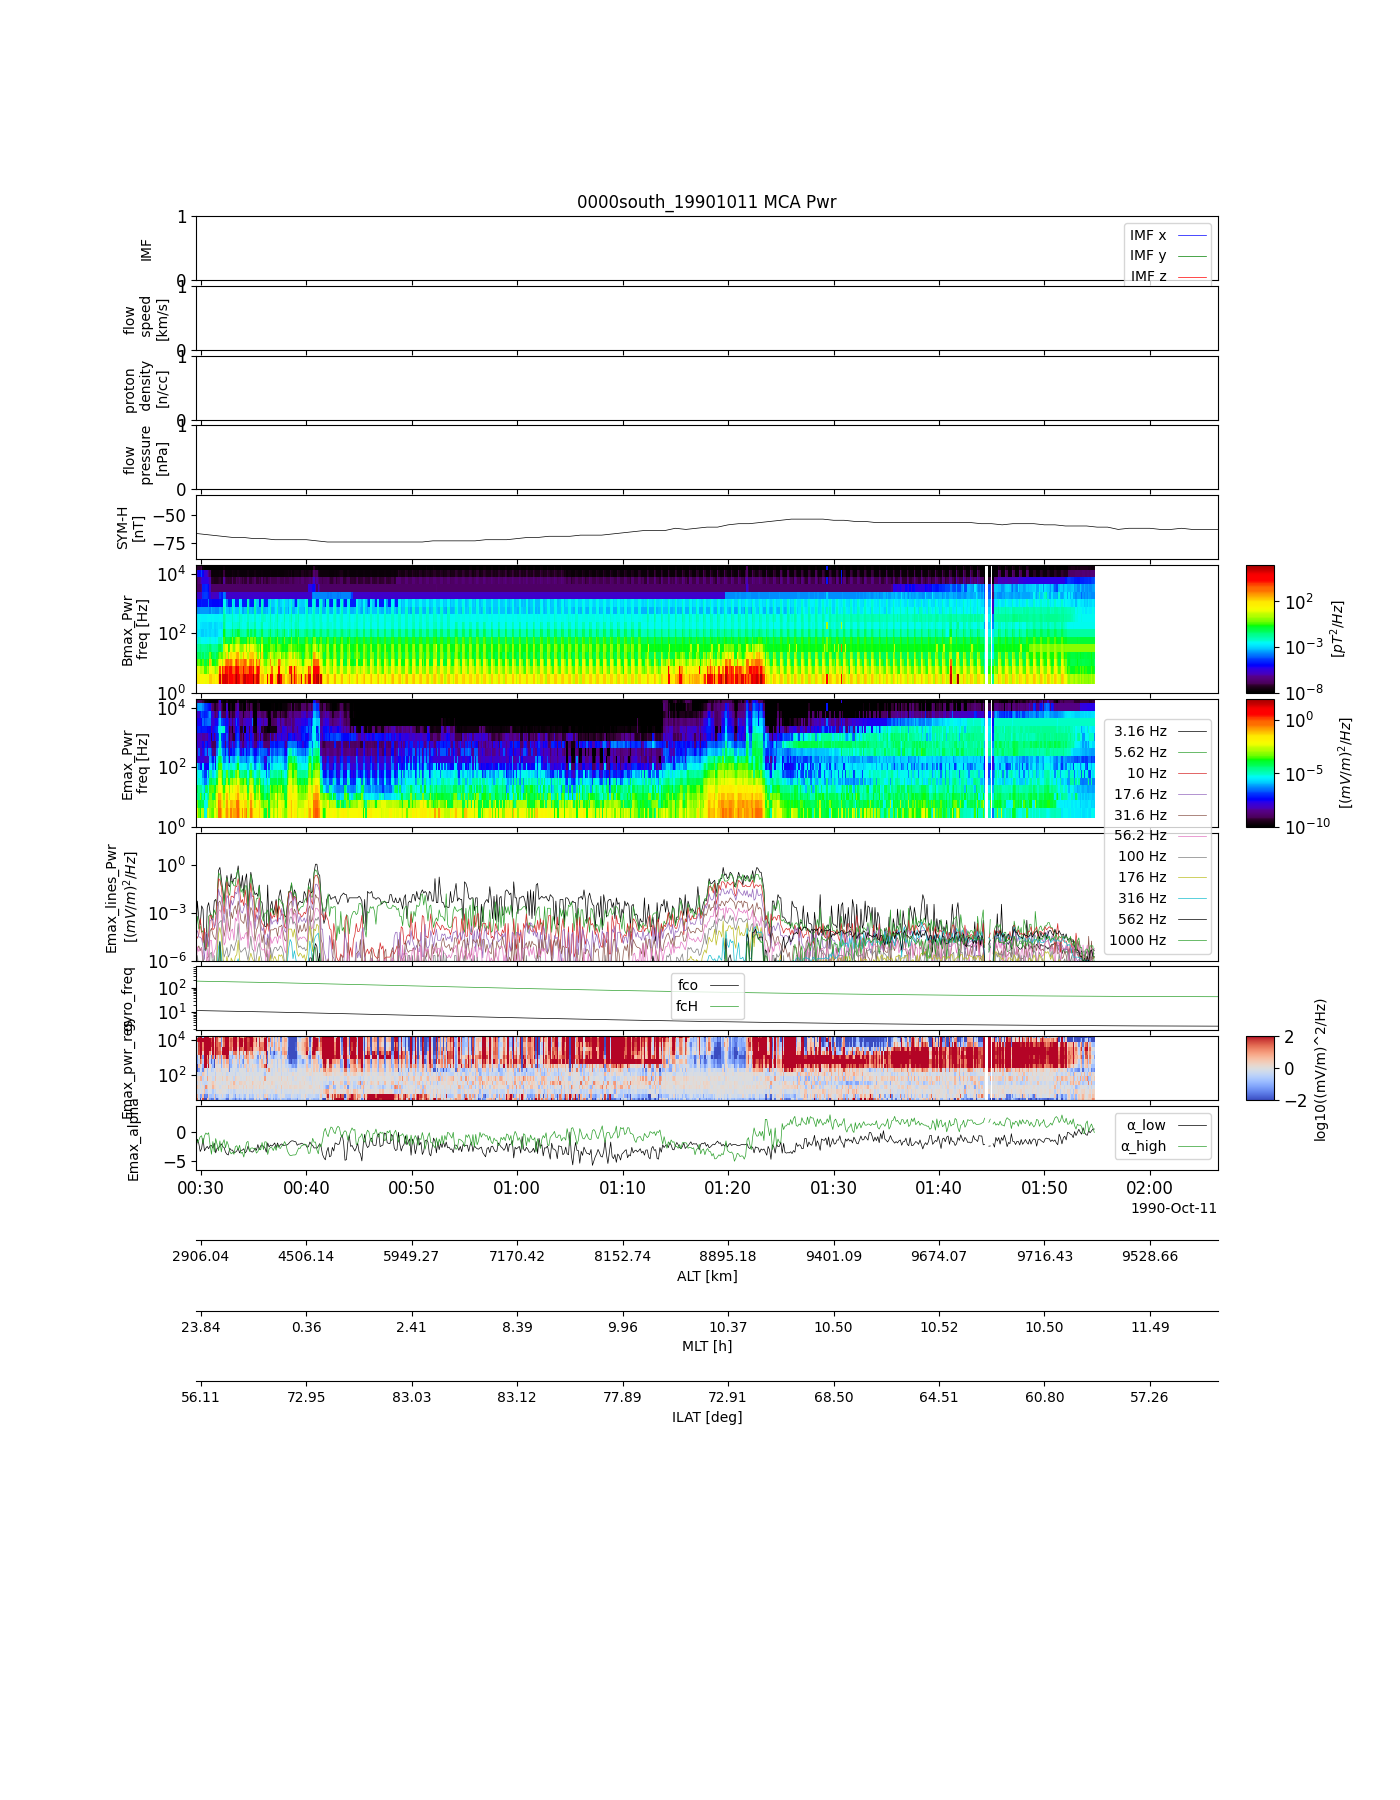 0000south_19901011 MCA Pwr
1
IMF
0
IMF x
IMF y
IMF z
1
flow
speed
[km/s]
0
1
proton
density
[n/cc]
0
1
flow
pressure
[nPa]
0
SYM-H
[nT]
−50
−75
Bmax_Pwr
freq [Hz]
10^4
10^2
10^0
10^2
10^−3
10^−8
[pT^2/Hz]
Emax_Pwr
freq [Hz]
10^4
10^2
10^0
10^0
10^−5
10^−10
[(mV/m)^2/Hz]
3.16 Hz
5.62 Hz
10 Hz
17.6 Hz
31.6 Hz
56.2 Hz
100 Hz
176 Hz
316 Hz
562 Hz
1000 Hz
Emax_lines_Pwr
[(mV/m)^2/Hz]
10^0
10^−3
10^−6
gyro_freq
10^2
10^1
fco
fcH
Emax_pwr_reg
10^4
10^2
2
0
−2
log10((mV/m)^2/Hz)
Emax_alpha
0
−5
α_low
α_high
00:30 00:40 00:50 01:00 01:10 01:20 01:30 01:40 01:50 02:00
1990-Oct-11
2906.04 4506.14 5949.27 7170.42 8152.74 8895.18 9401.09 9674.07 9716.43 9528.66
ALT [km]
23.84 0.36 2.41 8.39 9.96 10.37 10.50 10.52 10.50 11.49
MLT [h]
56.11 72.95 83.03 83.12 77.89 72.91 68.50 64.51 60.80 57.26
ILAT [deg]